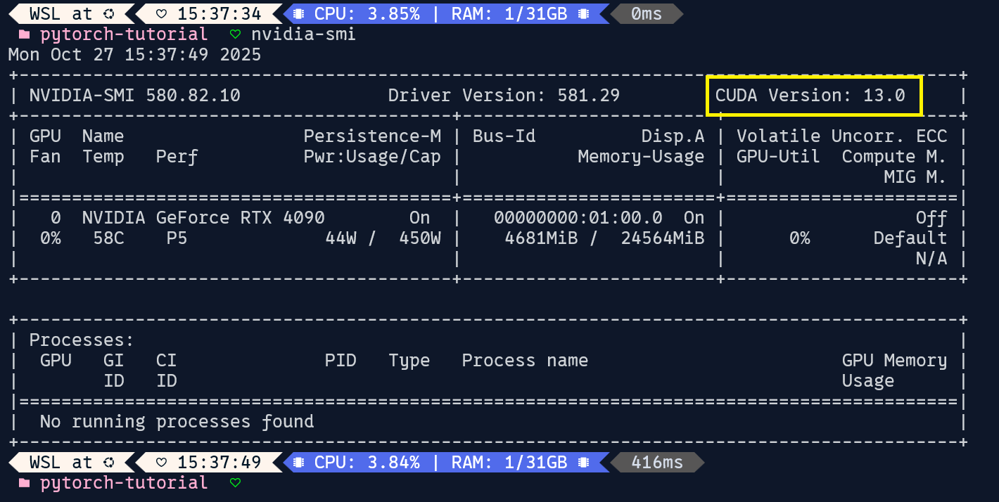 WSL at 15:37:34 CPU: 3.85% | RAM: 1/31GB 0ms
pytorch-tutorial nvidia-smi
Mon Oct 27 15:37:49 2025
+-----------------------------------------------------------------------------------------+
| NVIDIA-SMI 580.82.10              Driver Version: 581.29         CUDA Version: 13.0     |
+-----------------------------------------+------------------------+----------------------+
| GPU  Name                 Persistence-M | Bus-Id          Disp.A | Volatile Uncorr. ECC |
| Fan  Temp   Perf          Pwr:Usage/Cap |           Memory-Usage | GPU-Util  Compute M. |
|                                         |                        |               MIG M. |
|=========================================+========================+======================|
|   0  NVIDIA GeForce RTX 4090        On  |   00000000:01:00.0  On |                  Off |
|  0%   58C    P5             44W /  450W |    4681MiB /  24564MiB |      0%      Default |
|                                         |                        |                  N/A |
+-----------------------------------------+------------------------+----------------------+
+-----------------------------------------------------------------------------------------+
| Processes:                                                                              |
|  GPU   GI   CI              PID   Type   Process name                        GPU Memory |
|        ID   ID                                                               Usage      |
|=========================================================================================|
|  No running processes found                                                             |
+-----------------------------------------------------------------------------------------+
WSL at 15:37:49 CPU: 3.84% | RAM: 1/31GB 416ms
pytorch-tutorial